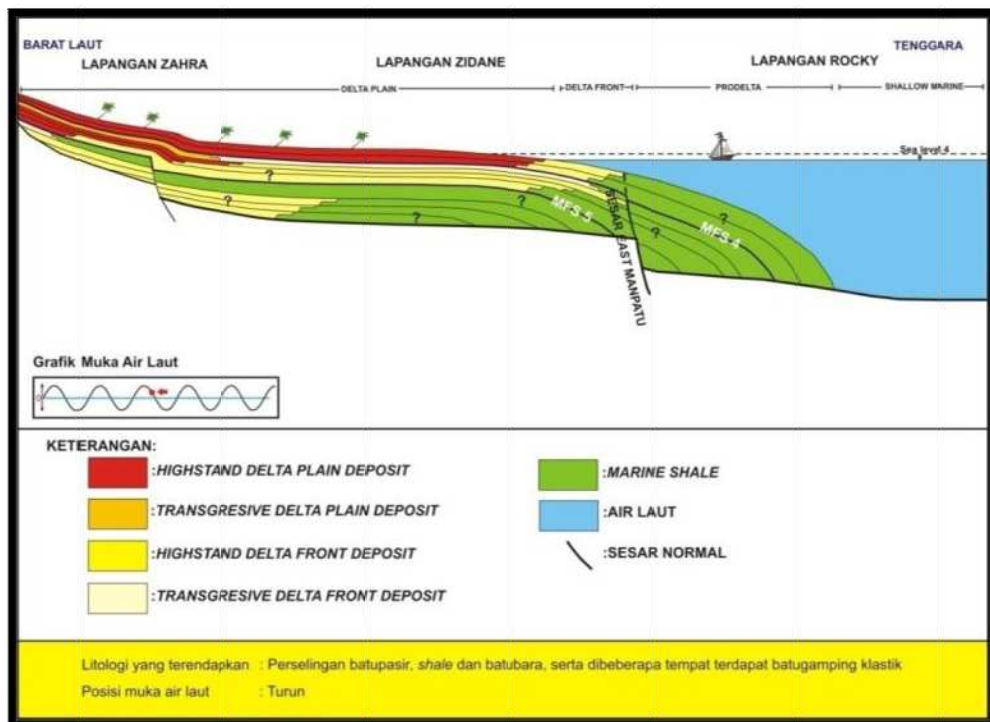 BARAT LAUT
TENGGARA
LAPANGAN ZAHRA
LAPANGAN ZIDANE
LAPANGAN ROCKY
DELTA PLAIN
DELTA FRONT
PRODELTA
SHALLOW MARINE
Sea level 4
?
?
?
?
?
?
?
MFS-5
MFS-4
SESAR EAST MANPATU
Grafik Muka Air Laut
0
KETERANGAN:
:HIGHSTAND DELTA PLAIN DEPOSIT
:TRANSGRESIVE DELTA PLAIN DEPOSIT
:HIGHSTAND DELTA FRONT DEPOSIT
:TRANSGRESIVE DELTA FRONT DEPOSIT
:MARINE SHALE
:AIR LAUT
:SESAR NORMAL
Litologi yang terendapkan : Perselingan batupasir, shale dan batubara, serta dibeberapa tempat terdapat batugamping klastik
Posisi muka air laut : Turun